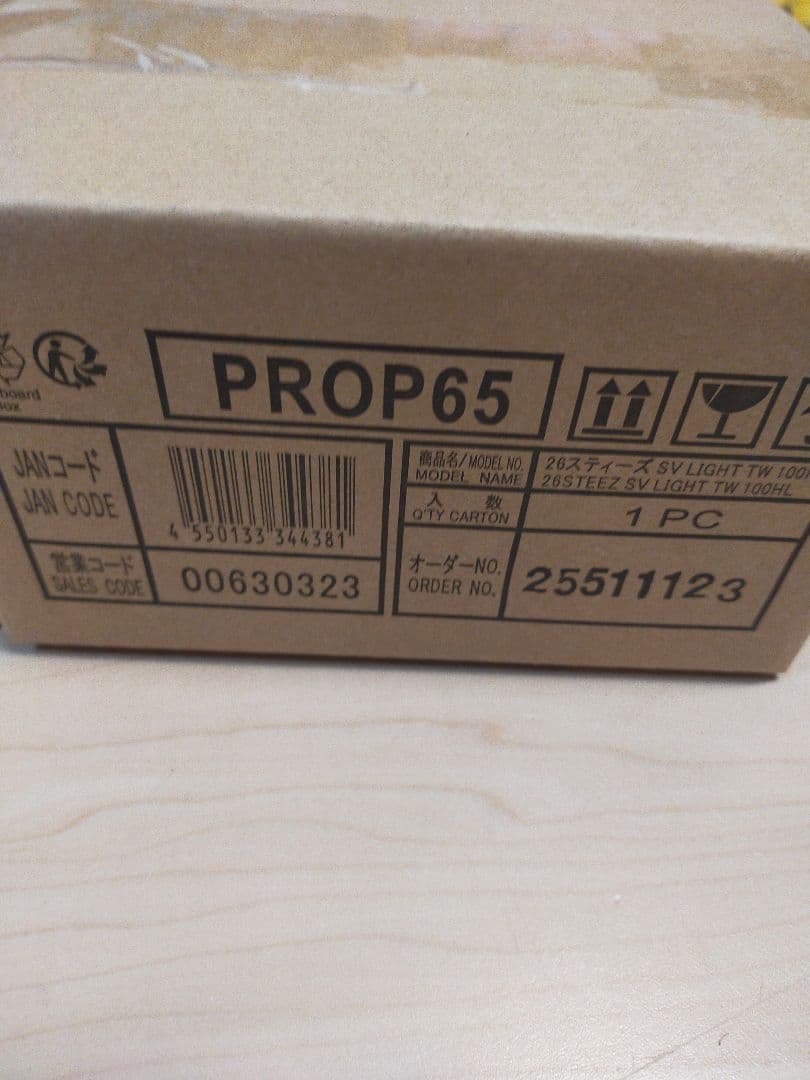 board
box
PROP65
JANコード
JAN CODE
4 550133 344381
営業コード
SALES CODE
00630323
商品名/MODEL NO.
MODEL NAME
26スティーズ SV LIGHT TW 100H
26STEEZ SV LIGHT TW 100HL
入 数
Q'TY CARTON
1 PC
オーダーNO.
ORDER NO.
25511123